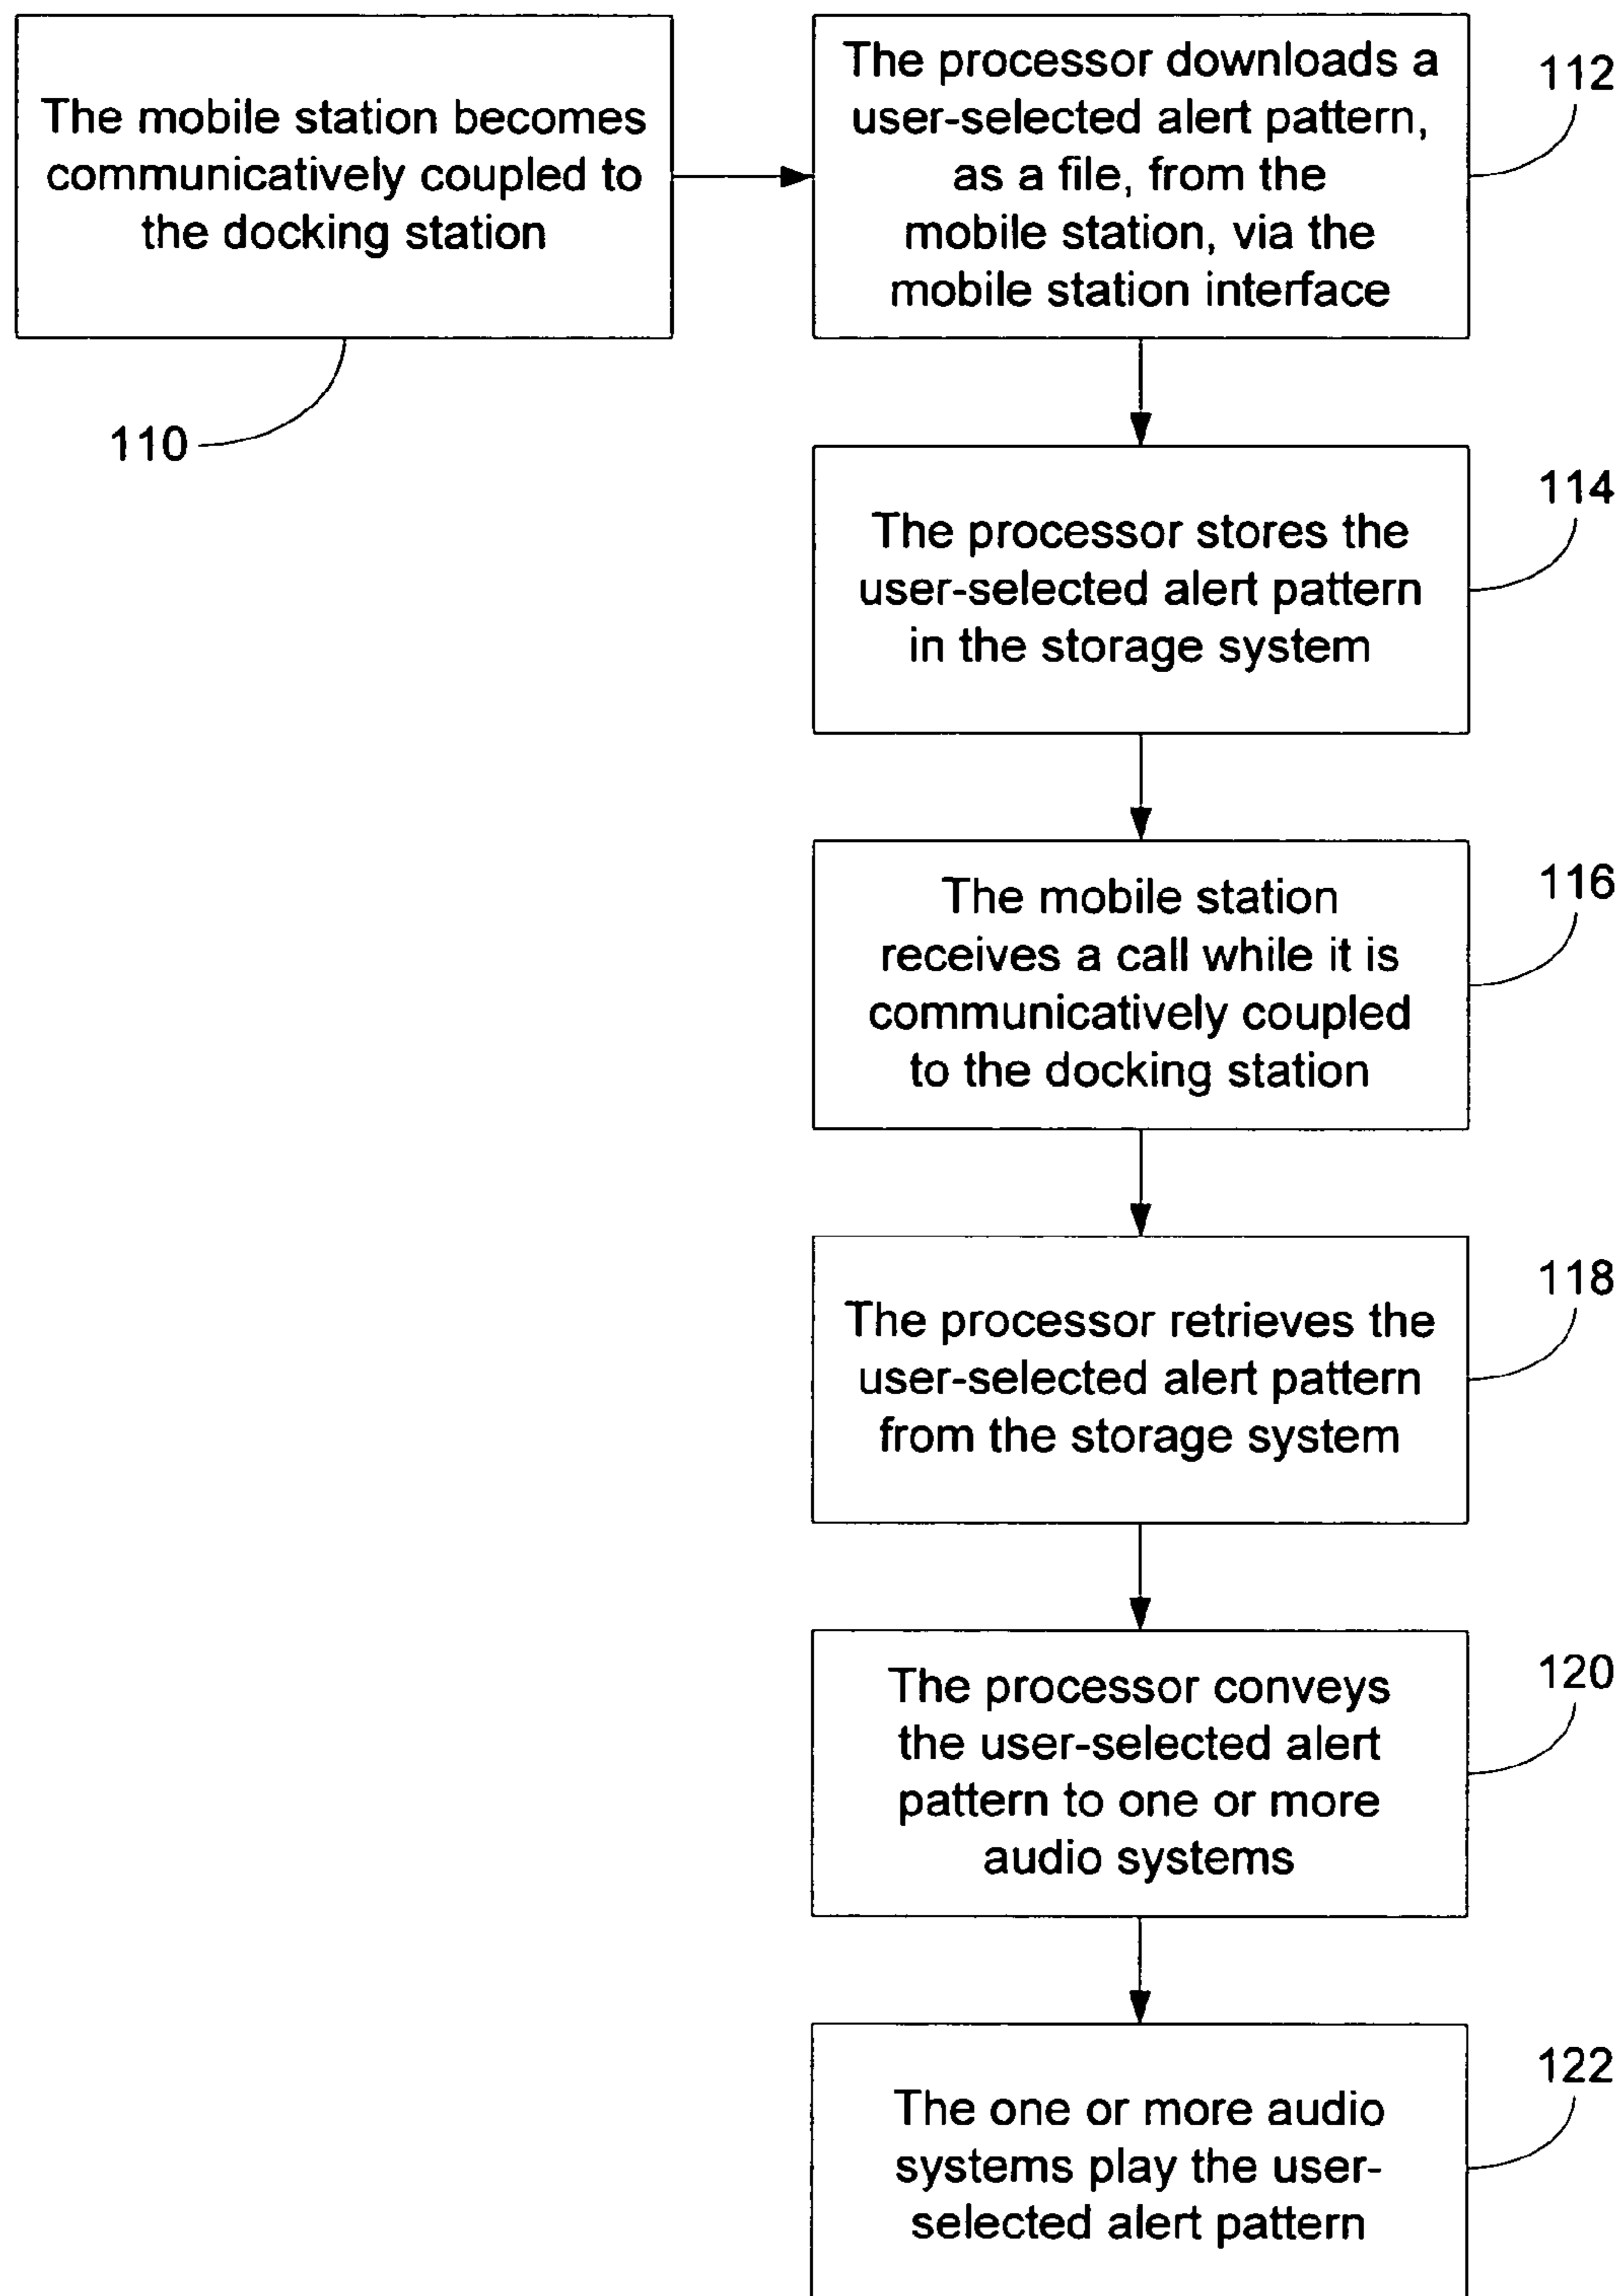 The mobile station becomes
communicatively coupled to
the docking station
110
The processor downloads a
user-selected alert pattern,
as a file, from the
mobile station, via the
mobile station interface
112
The processor stores the
user-selected alert pattern
in the storage system
114
The mobile station
receives a call while it is
communicatively coupled
to the docking station
116
The processor retrieves the
user-selected alert pattern
from the storage system
118
The processor conveys
the user-selected alert
pattern to one or more
audio systems
120
The one or more audio
systems play the user-
selected alert pattern
122